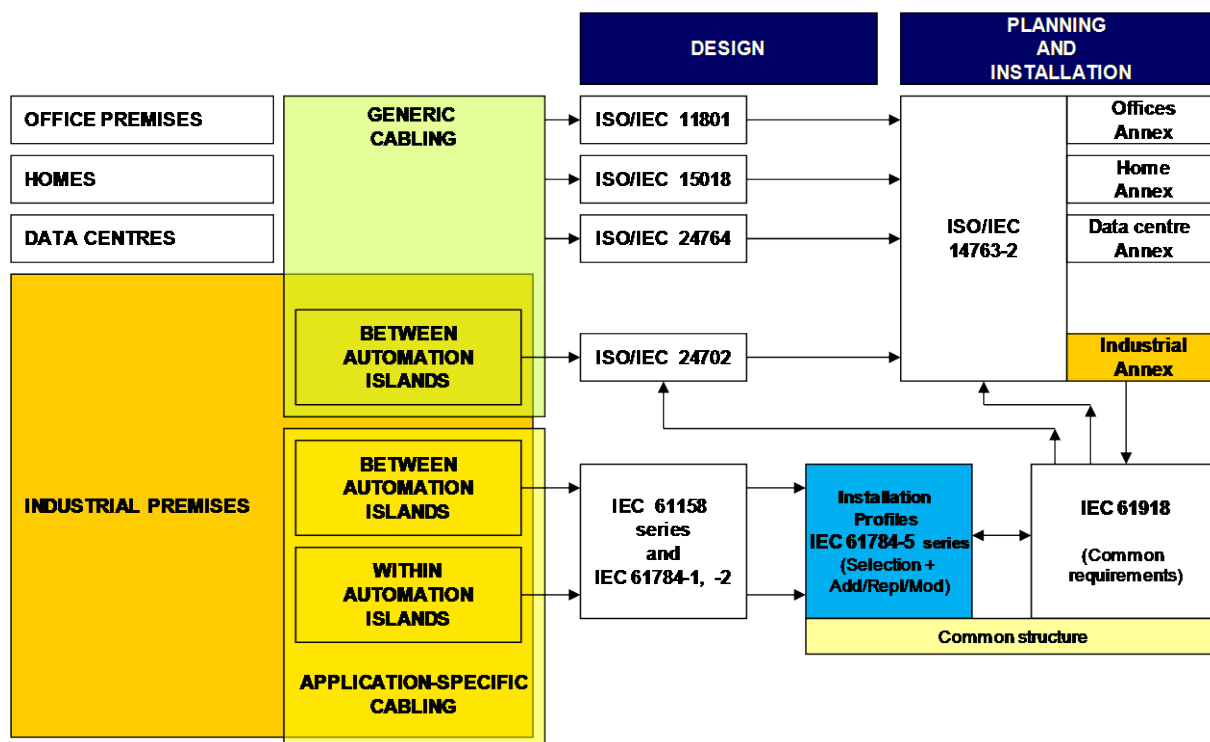 DESIGN
PLANNING
AND
INSTALLATION
OFFICE PREMISES
GENERIC
CABLING
ISO/IEC 11801
Offices
Annex
HOMES
ISO/IEC 15018
Home
Annex
DATA CENTRES
ISO/IEC 24764
ISO/IEC
14763-2
Data centre
Annex
BETWEEN
AUTOMATION
ISLANDS
ISO/IEC 24702
Industrial
Annex
INDUSTRIAL PREMISES
BETWEEN
AUTOMATION
ISLANDS
WITHIN
AUTOMATION
ISLANDS
APPLICATION-SPECIFIC
CABLING
IEC 61158
series
and
IEC 61784-1, -2
Installation
Profiles
IEC 61784-5 series
(Selection +
Add/Repl/Mod)
IEC 61918
(Common
requirements)
Common structure